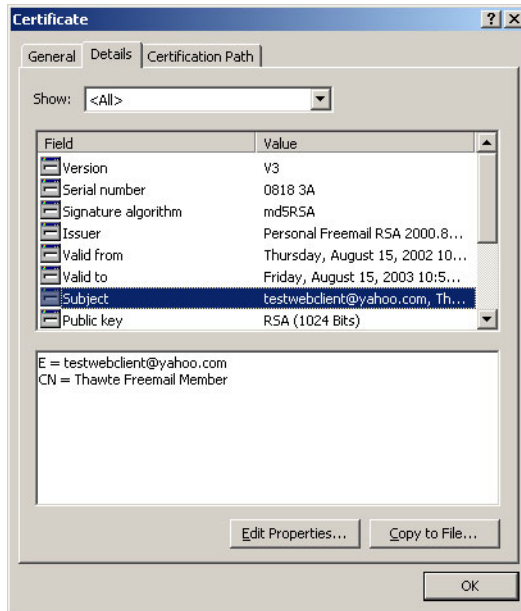 Certificate
General Details Certification Path
Show: <All>
Field Value
Version V3
Serial number 0818 3A
Signature algorithm md5RSA
Issuer Personal Freemail RSA 2000.8...
Valid from Thursday, August 15, 2002 10...
Valid to Friday, August 15, 2003 10:5...
Subject testwebclient@yahoo.com, Th...
Public key RSA (1024 Bits)
E = testwebclient@yahoo.com
CN = Thawte Freemail Member
Edit Properties... Copy to File...
OK